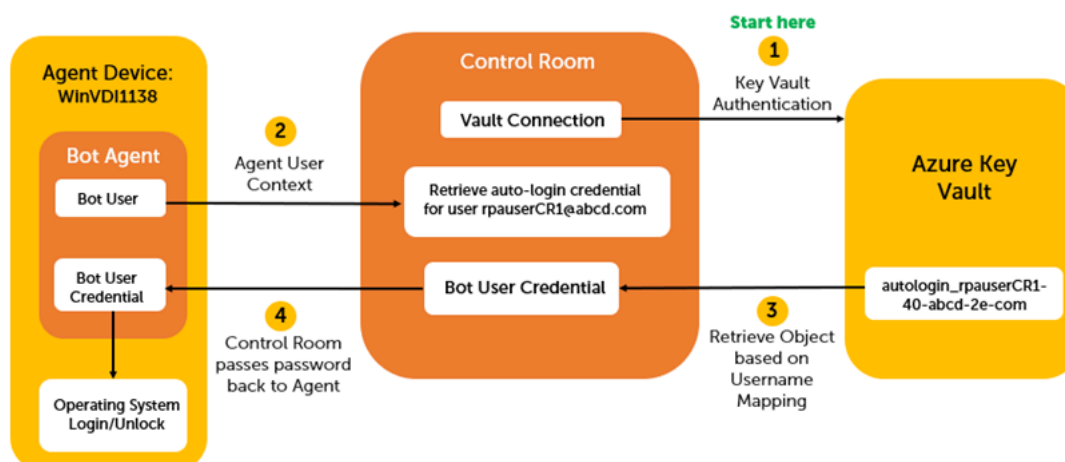 Start here
1
Key Vault
Authentication
Agent Device:
WinVDI1138
Bot Agent
Bot User
Bot User
Credential
Operating System
Login/Unlock
2
Agent User
Context
4
Control Room
passes password
back to Agent
Control Room
Vault Connection
Retrieve auto-login credential
for user rpauserCR1@abcd.com
Bot User Credential
3
Retrieve Object
based on
Username
Mapping
Azure Key
Vault
autologin_rpauserCR1-
40-abcd-2e-com